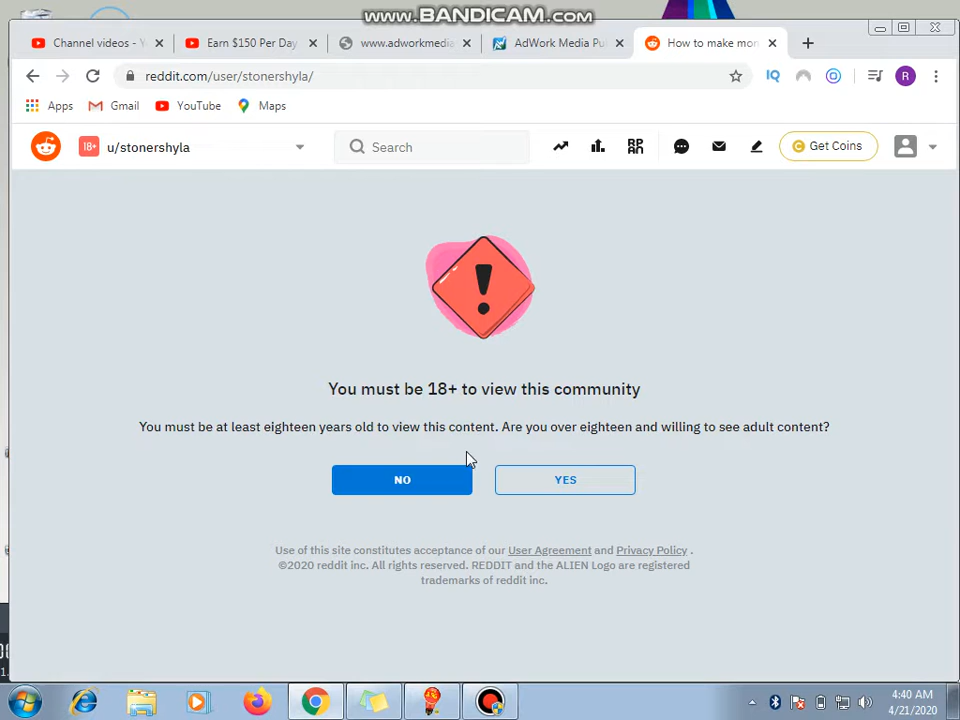 www.BANDICAM.com
Channel videos - Y
Earn $150 Per Day
www.adworkmedia
AdWork Media Pu
How to make mon
reddit.com/user/stonershyla/
IQ
R
Apps
Gmail
YouTube
Maps
18+
u/stonershyla
Search
Get Coins
You must be 18+ to view this community
You must be at least eighteen years old to view this content. Are you over eighteen and willing to see adult content?
NO
YES
Use of this site constitutes acceptance of our User Agreement and Privacy Policy .
©2020 reddit inc. All rights reserved. REDDIT and the ALIEN Logo are registered
trademarks of reddit inc.
4:40 AM
4/21/2020